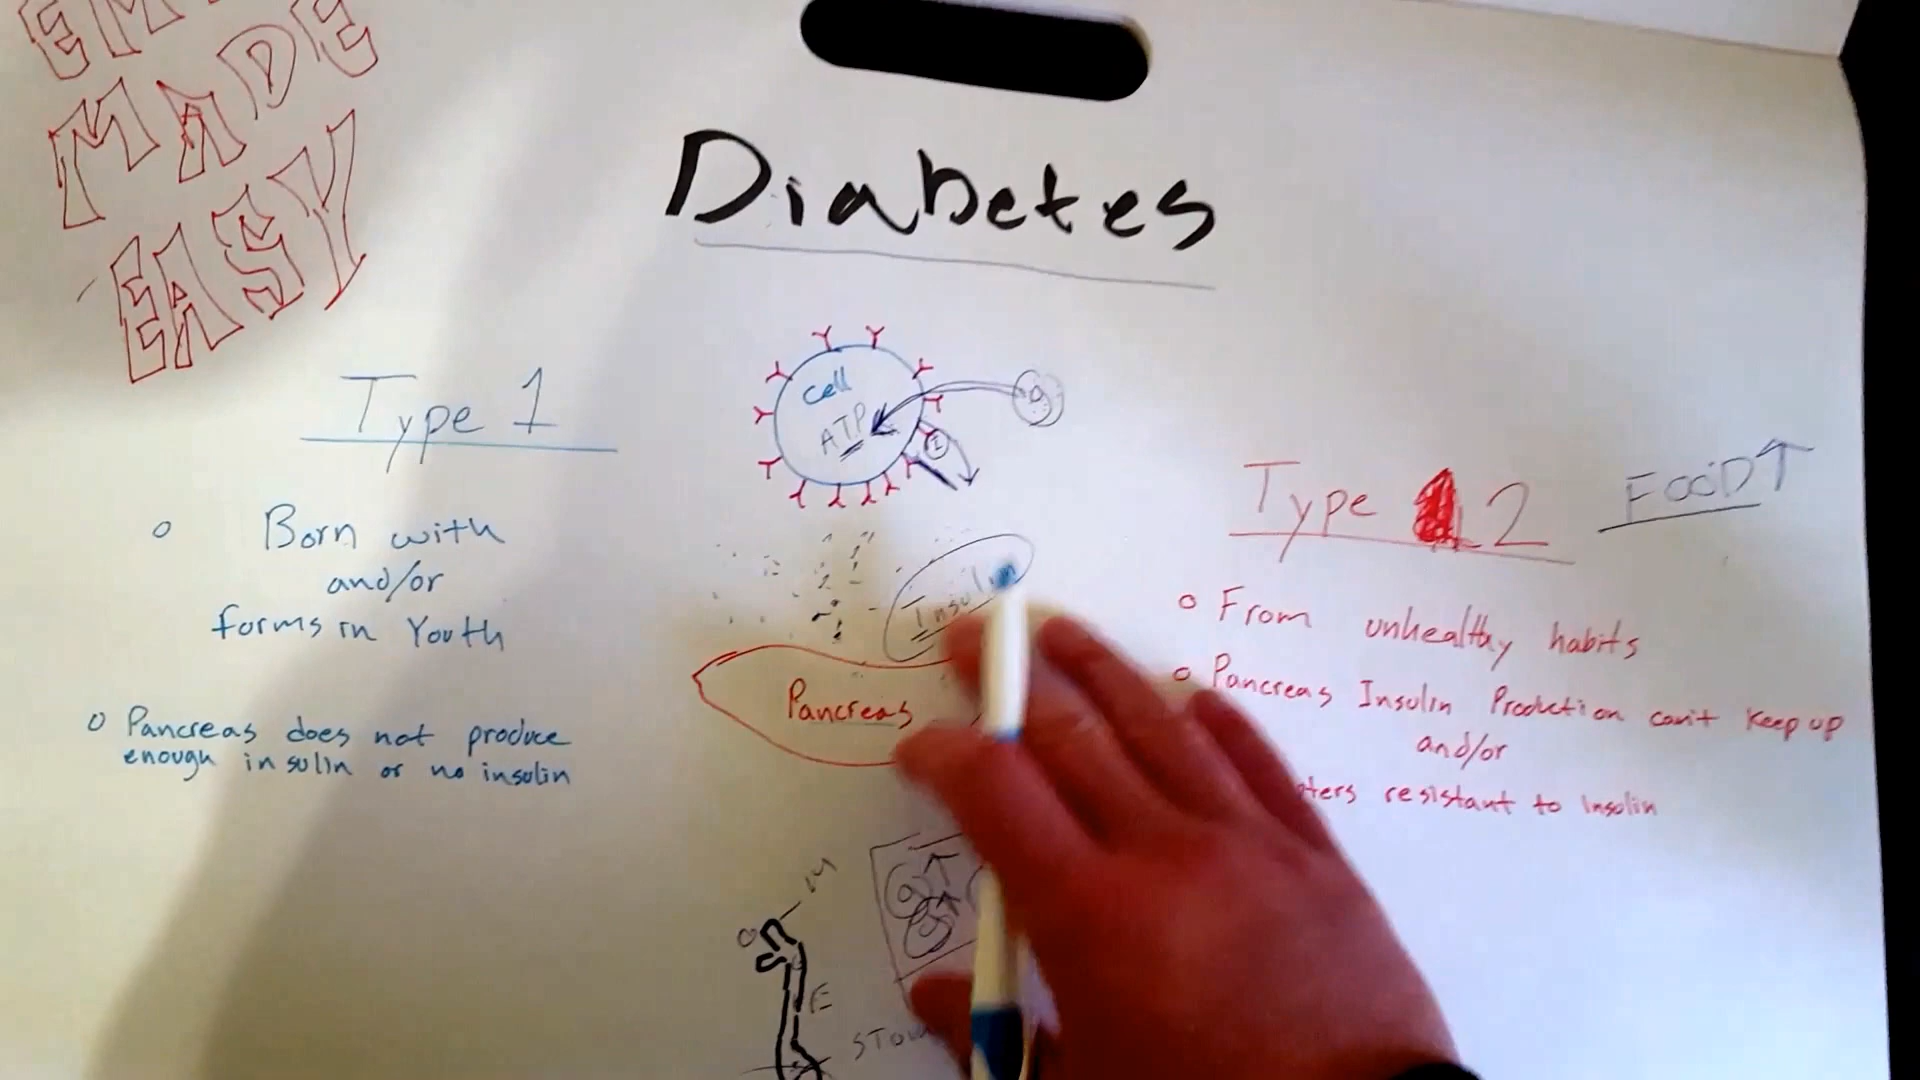 MADE
EASY
Diabetes
Type 1
Born with
and/or
forms in Youth
Pancreas does not produce
enough insulin or no insulin
cell
ATP
g
I
Insulin
Pancreas
Type 2
FOOD↑
From unhealthy habits
Pancreas Insulin Production can't keep up
and/or
resistant to Insulin
M
g↑
g↑
E